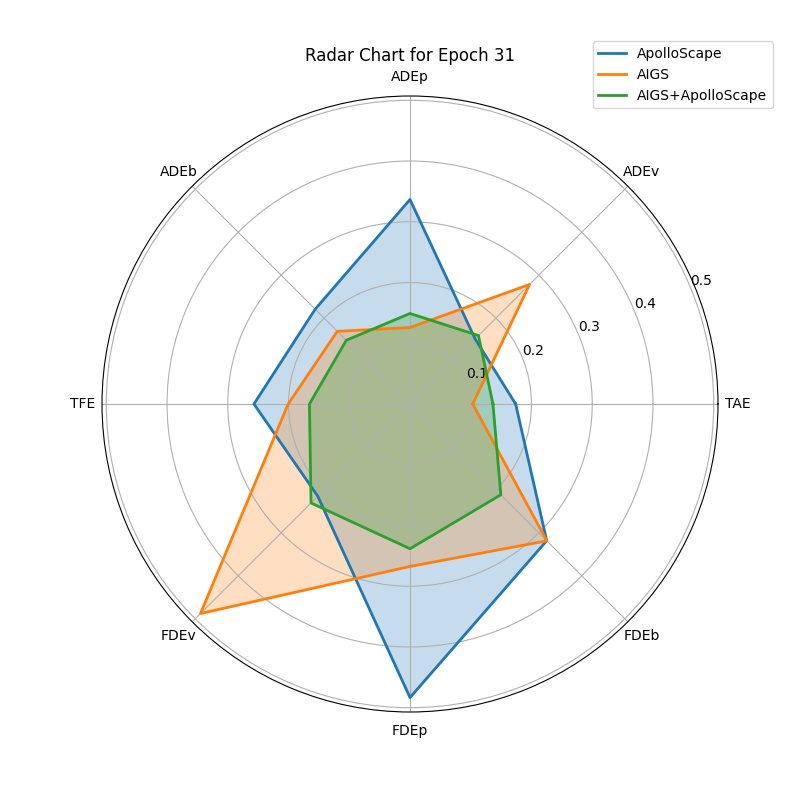 Radar Chart for Epoch 31
ApolloScape
AIGS
AIGS+ApolloScape
ADEp
ADEb
ADEv
0.5
0.4
0.3
0.2
0.1
TFE
TAE
FDEv
FDEb
FDEp